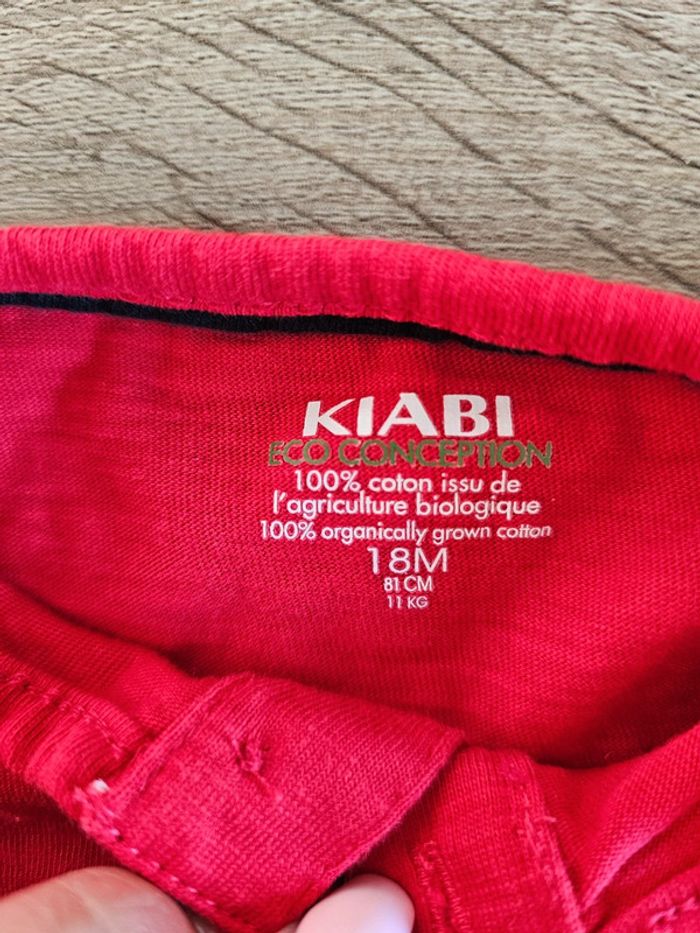 KIABI
ECO CONCEPTION
100% coton issu de
l'agriculture biologique
100% organically grown cotton
18M
81 CM
11 KG